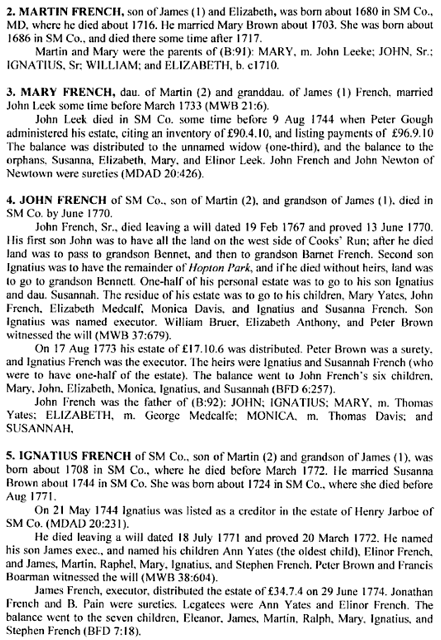 2. MARTIN FRENCH, son of James (1) and Elizabeth, was born about 1680 in SM Co.,
MD, where he died about 1716. He married Mary Brown about 1703. She was born about
1686 in SM Co., and died there some time after 1717.
Martin and Mary were the parents of (B:91): MARY, m. John Leeke; JOHN, Sr.;
IGNATIUS, Sr; WILLIAM; and ELIZABETH, b. c1710.
3. MARY FRENCH, dau. of Martin (2) and granddau. of James (1) French, married
John Leek some time before March 1733 (MWB 21:6).
John Leek died in SM Co. some time before 9 Aug 1744 when Peter Gough
administered his estate, citing an inventory of £90.4.10, and listing payments of £96.9.10
The balance was distributed to the unnamed widow (one-third), and the balance to the
orphans, Susanna, Elizabeth, Mary, and Elinor Leek. John French and John Newton of
Newtown were sureties (MDAD 20:426).
4. JOHN FRENCH of SM Co., son of Martin (2), and grandson of James (1), died in
SM Co. by June 1770.
John French, Sr., died leaving a will dated 19 Feb 1767 and proved 13 June 1770.
His first son John was to have all the land on the west side of Cooks' Run; after he died
land was to pass to grandson Bennet, and then to grandson Barnet French. Second son
Ignatius was to have the remainder of Hopton Park, and if he died without heirs, land
was to go to grandson Bennett. One-half of his personal estate was to go to his son Ignatius
and dau. Susannah. The residue of his estate was to go to his children, Mary Yates, John
French, Elizabeth Medcalf, Monica Davis, and Ignatius and Susanna French. Son
Ignatius was named executor. William Bruer, Elizabeth Anthony, and Peter Brown
witnessed the will (MWB 37:679).
On 17 Aug 1773 his estate of £17.10.6 was distributed. Peter Brown was a surety,
and Ignatius French was the executor. The heirs were Ignatius and Susannah French (who
were to have one-half of the estate). The balance went to John French's six children,
Mary, John, Elizabeth, Monica, Ignatius, and Susannah (BFD 6:257).
John French was the father of (B:92): JOHN; IGNATIUS; MARY, m. Thomas
Yates; ELIZABETH, m. George Medcalfe; MONICA, m. Thomas Davis; and
SUSANNAH,
5. IGNATIUS FRENCH of SM Co., son of Martin (2) and grandson of James (1), was
born about 1708 in SM Co., where he died before March 1772. He married Susanna
Brown about 1744 in SM Co. She was born about 1724 in SM Co., where she died before
Aug 1771.
On 21 May 1744 Ignatius was listed as a creditor in the estate of Henry Jarboe of
SM Co. (MDAD 20:231).
He died leaving a will dated 18 July 1771 and proved 20 March 1772. He named
his son James exec., and named his children Ann Yates (the oldest child), Elinor French,
and James, Martin, Raphel, Mary, Ignatius, and Stephen French. Peter Brown and Francis
Boarman witnessed the will (MWB 38:604).
James French, executor, distributed the estate of £34.7.4 on 29 June 1774. Jonathan
French and B. Pain were sureties. Legatees were Ann Yates and Elinor French. The
balance went to the seven children, Eleanor, James, Martin, Ralph, Mary, Ignatius, and
Stephen French (BFD 7:18).